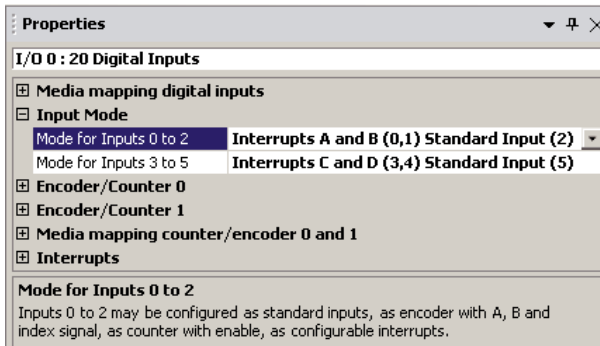 Properties
I/O 0 : 20 Digital Inputs
Media mapping digital inputs
Input Mode
Mode for Inputs 0 to 2 Interrupts A and B (0,1) Standard Input (2)
Mode for Inputs 3 to 5 Interrupts C and D (3,4) Standard Input (5)
Encoder/Counter 0
Encoder/Counter 1
Media mapping counter/encoder 0 and 1
Interrupts
Mode for Inputs 0 to 2
Inputs 0 to 2 may be configured as standard inputs, as encoder with A, B and
index signal, as counter with enable, as configurable interrupts.